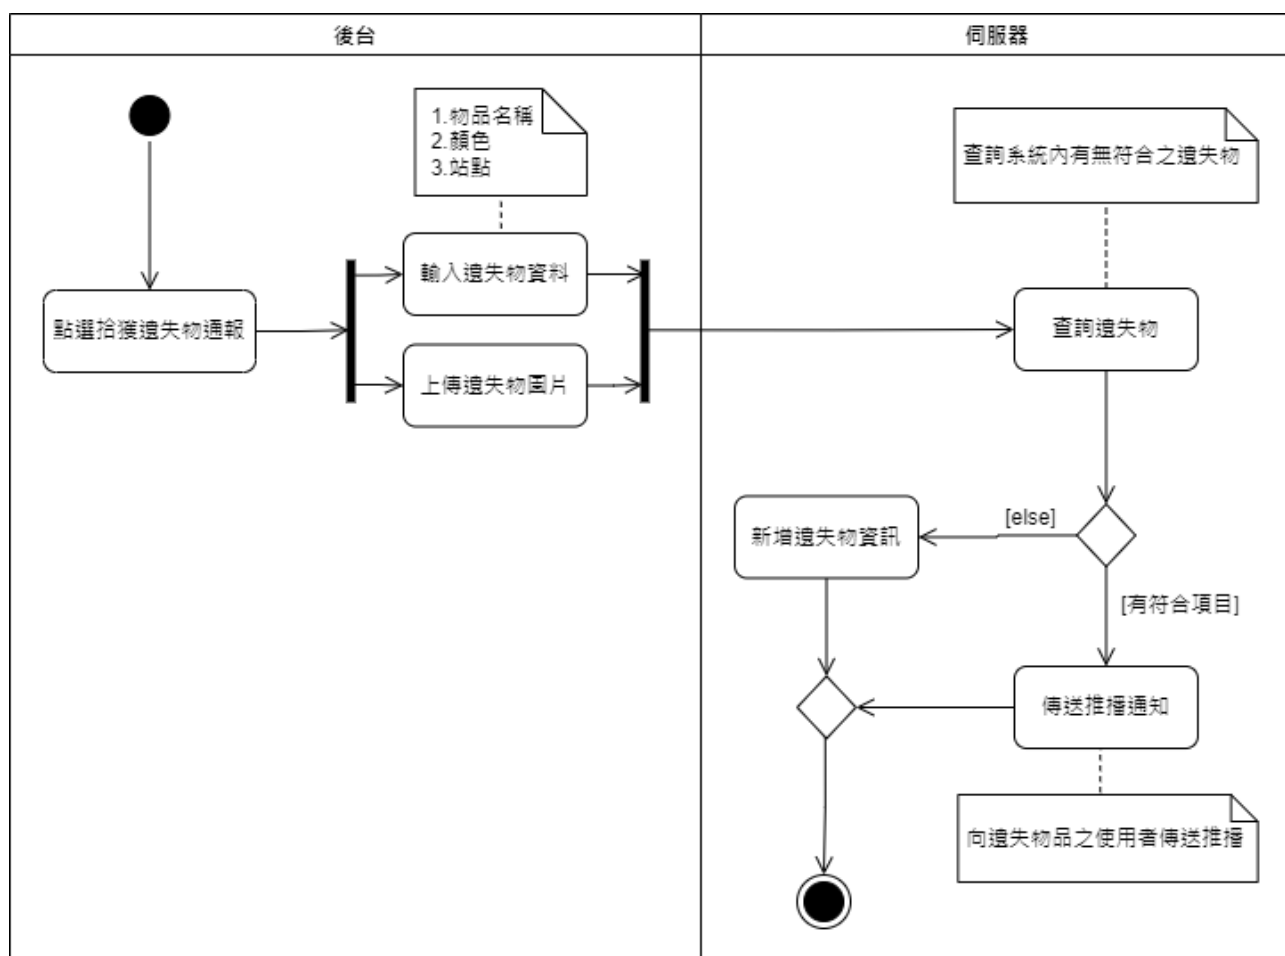 後台
伺服器
1.物品名稱
2.顏色
3.站點
查詢系統內有無符合之遺失物
輸入遺失物資料
點選拾獲遺失物通報
查詢遺失物
上傳遺失物圖片
[else]
新增遺失物資訊
[有符合項目]
傳送推播通知
向遺失物品之使用者傳送推播